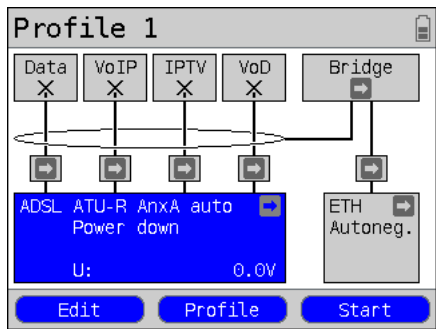 Profile 1
Data VoIP IPTV VoD Bridge
ADSL ATU-R AnxA auto
Power down
U: 0.0V
ETH
Autoneg.
Edit Profile Start